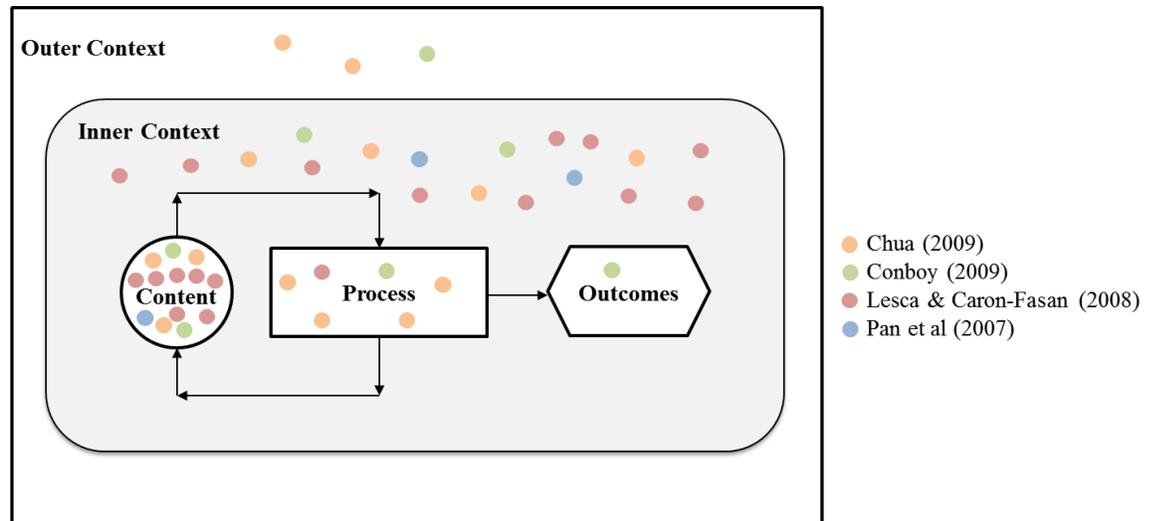 Outer Context
Inner Context
Content
Process
Outcomes
Chua (2009)
Conboy (2009)
Lesca & Caron-Fasan (2008)
Pan et al (2007)